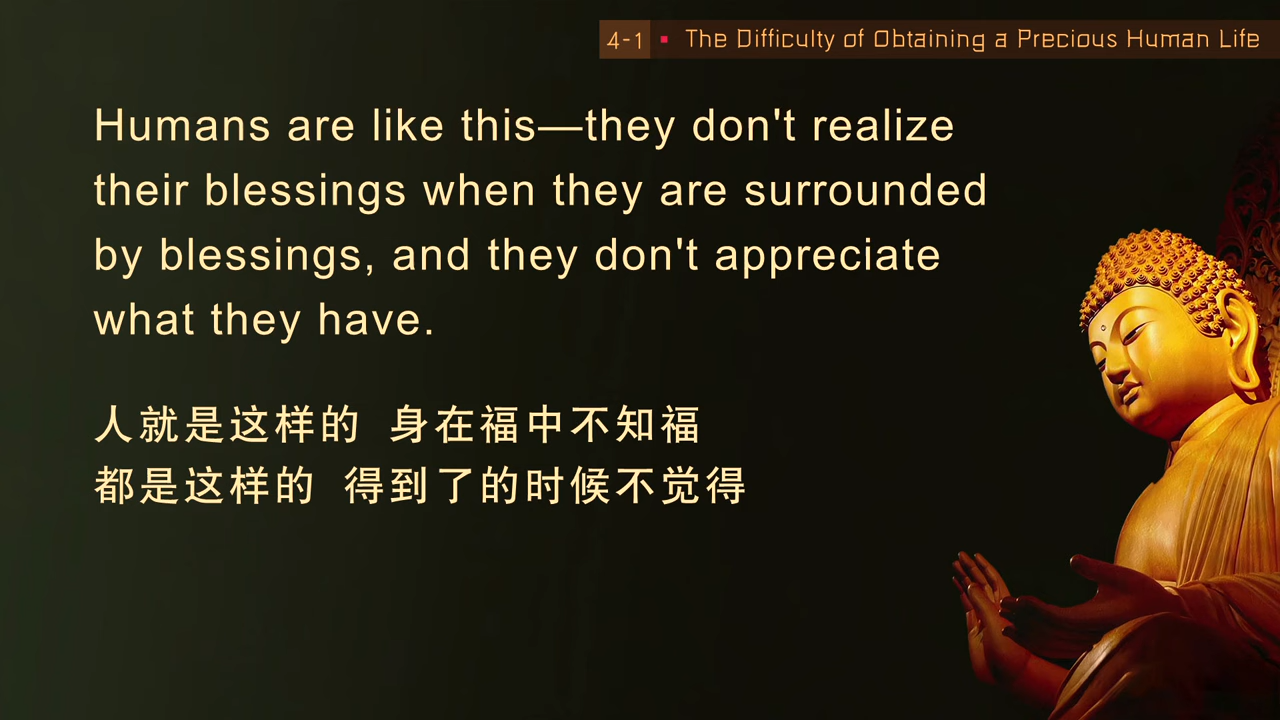 4-1 ▪ The Difficulty of Obtaining a Precious Human Life
Humans are like this—they don't realize
their blessings when they are surrounded
by blessings, and they don't appreciate
what they have.
人就是这样的 身在福中不知福
都是这样的 得到了的时候不觉得